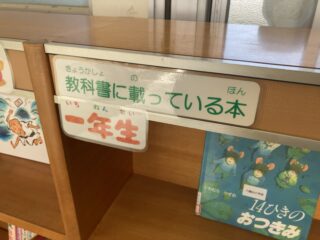 きょうかしょ の ほん
教科書に載っている本
いち ねん せい
一年生
14ひきの
おつきみ